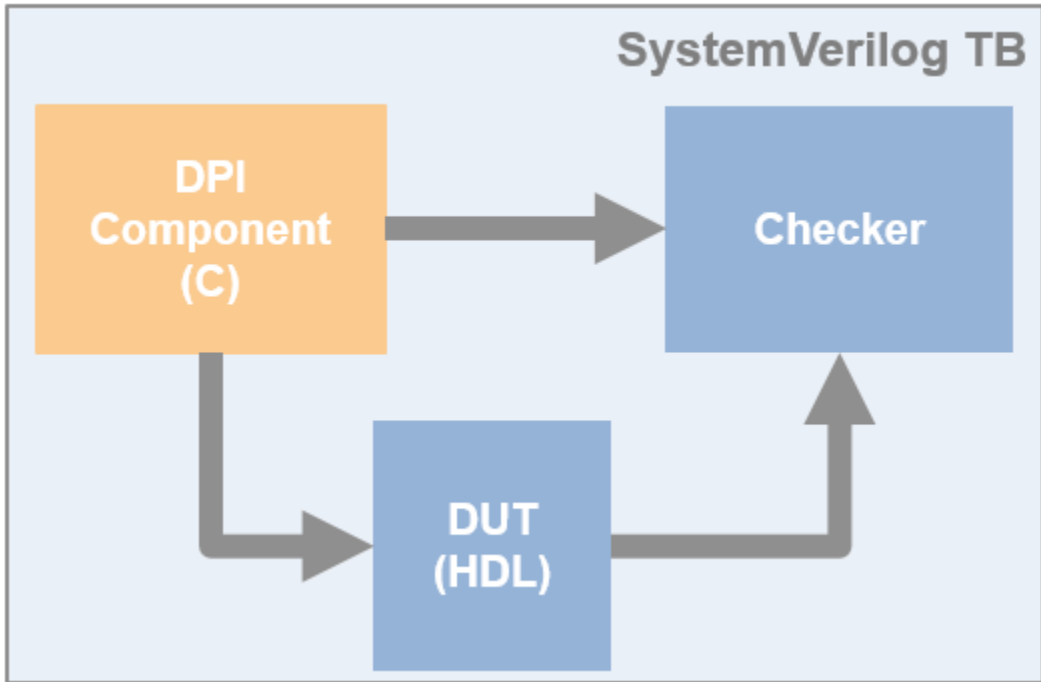 SystemVerilog TB
DPI
Component
(C)
Checker
DUT
(HDL)